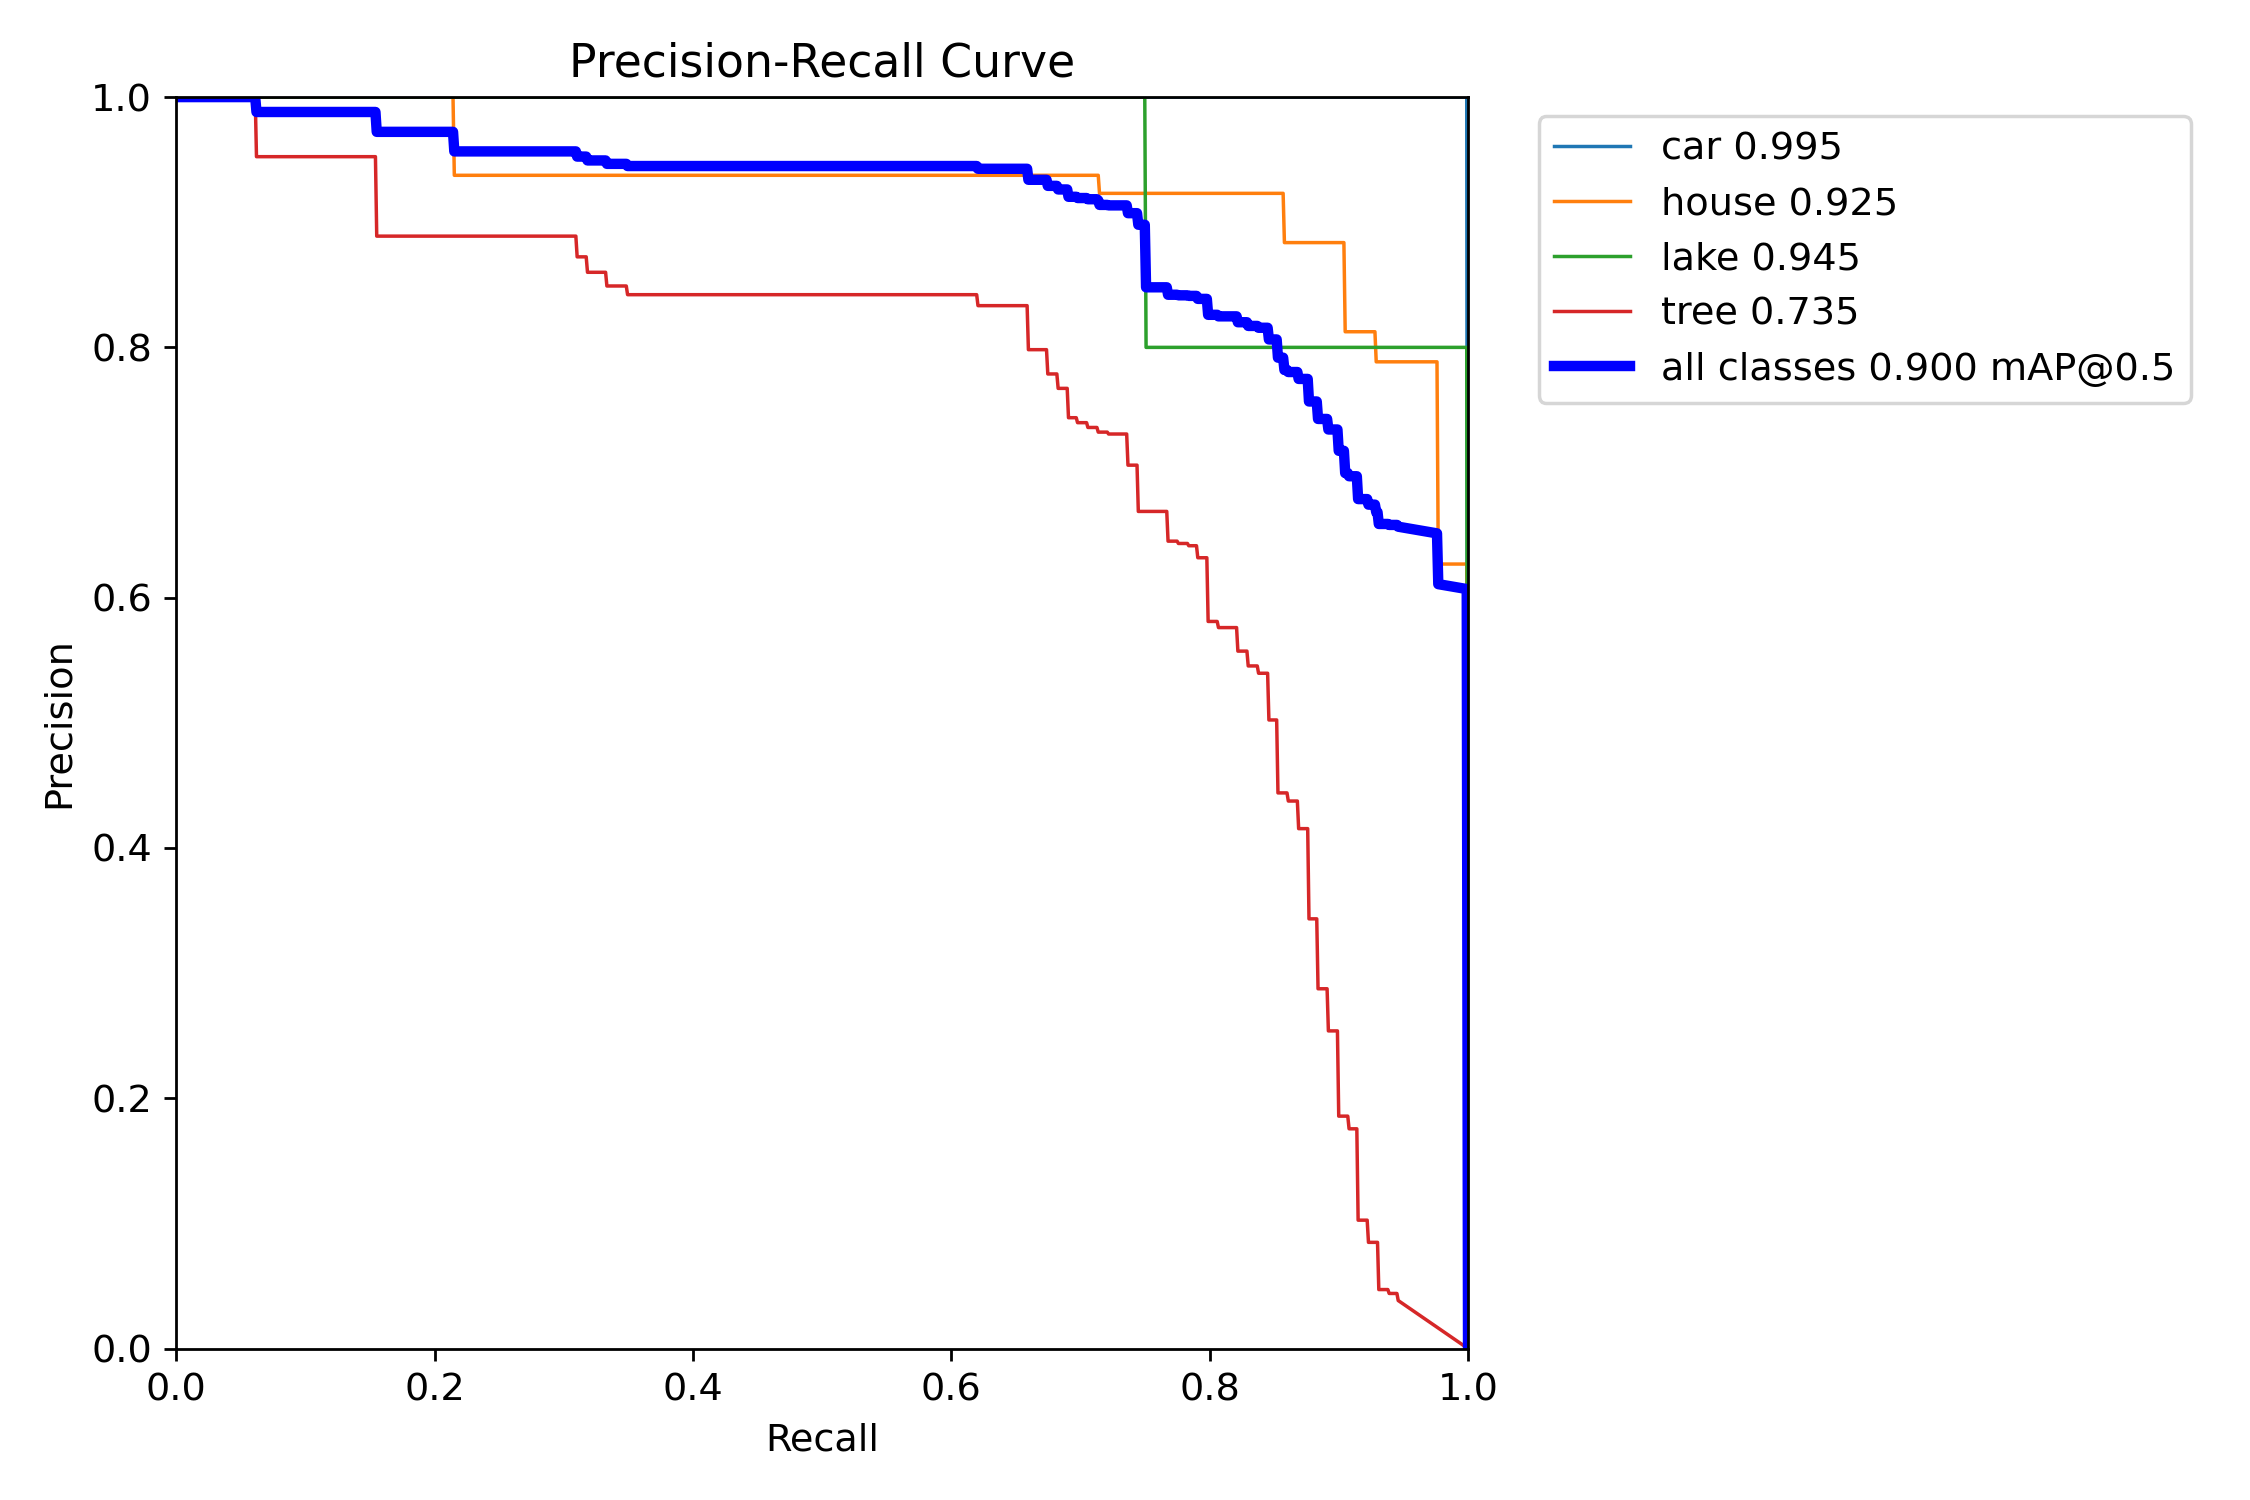 Precision-Recall Curve
1.0
0.8
0.6
0.4
0.2
0.0
Precision
0.0 0.2 0.4 0.6 0.8 1.0
Recall
car 0.995
house 0.925
lake 0.945
tree 0.735
all classes 0.900 mAP@0.5